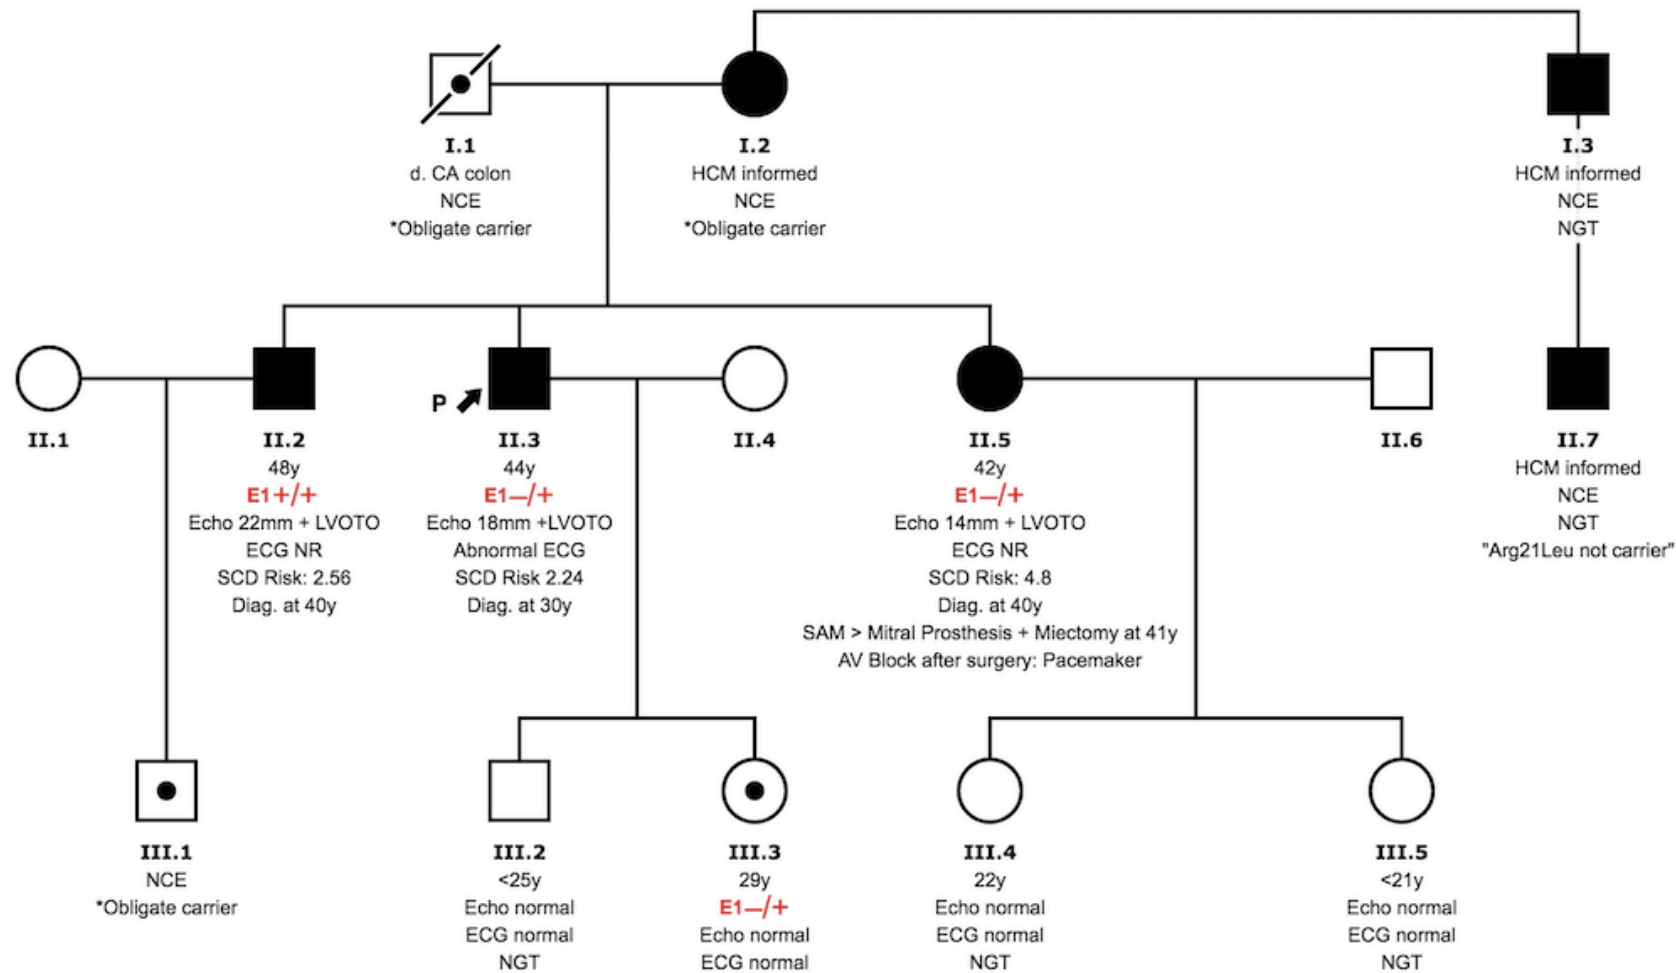 I.1
d. CA colon
NCE
*Obligate carrier
I.2
HCM informed
NCE
*Obligate carrier
I.3
HCM informed
NCE
NGT
II.1
II.2
48y
E1+/+
Echo 22mm + LVOTO
ECG NR
SCD Risk: 2.56
Diag. at 40y
P
II.3
44y
E1—/+
Echo 18mm +LVOTO
Abnormal ECG
SCD Risk 2.24
Diag. at 30y
II.4
II.5
42y
E1—/+
Echo 14mm + LVOTO
ECG NR
SCD Risk: 4.8
Diag. at 40y
SAM > Mitral Prosthesis + Miectomy at 41y
AV Block after surgery: Pacemaker
II.6
II.7
HCM informed
NCE
NGT
"Arg21Leu not carrier"
III.1
NCE
*Obligate carrier
III.2
<25y
Echo normal
ECG normal
NGT
III.3
29y
E1—/+
Echo normal
ECG normal
III.4
22y
Echo normal
ECG normal
NGT
III.5
<21y
Echo normal
ECG normal
NGT